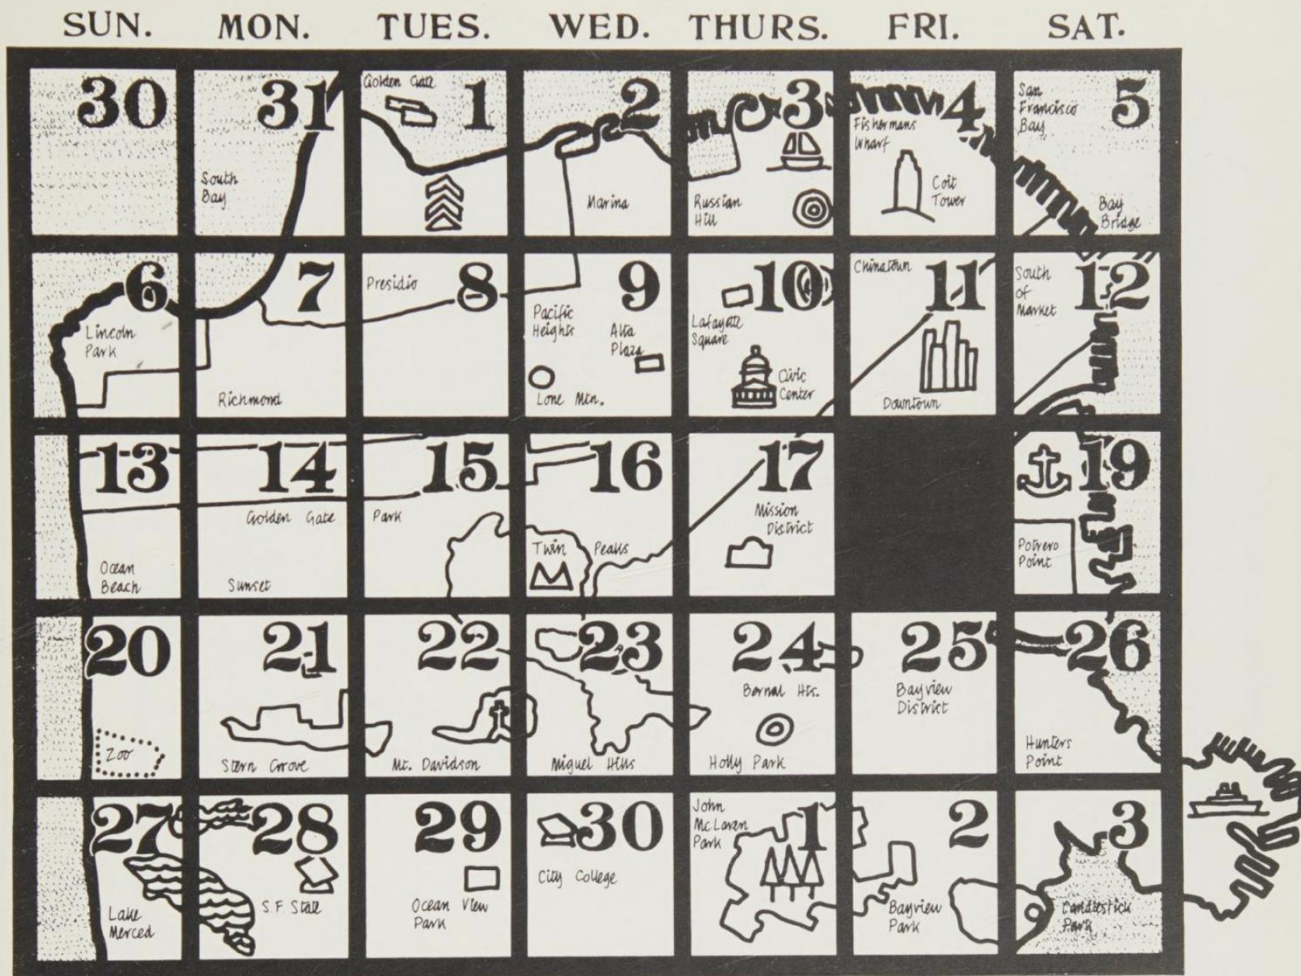 SUN. MON. TUES. WED. THURS. FRI. SAT.
30
South
Bay
31
Golden Gate
1
2
Marina
3
Russian
Hill
4
Fishermans
Wharf
Coit
Tower
San
Francisco
Bay
5
Bay
Bridge
6
Lincoln
Park
7
Richmond
Presidio
8
9
Pacific
Heights
Alta
Plaza
Lone Mtn.
10
Lafayette
Square
Civic
Center
Chinatown
11
Downtown
South
of
Market
12
13
Ocean
Beach
14
Golden Gate
Sunset
15
Park
16
Twin Peaks
17
Mission
District
19
Potrero
Point
20
Zoo
21
Stern Grove
22
Mt. Davidson
23
Miguel Hills
24
Bernal Hts.
Holly Park
25
Bayview
District
26
Hunters
Point
27
Lake
Merced
28
S.F. State
29
Ocean View
Park
30
City College
John
McLaren
Park
1
2
Bayview
Park
3
Candlestick
Park